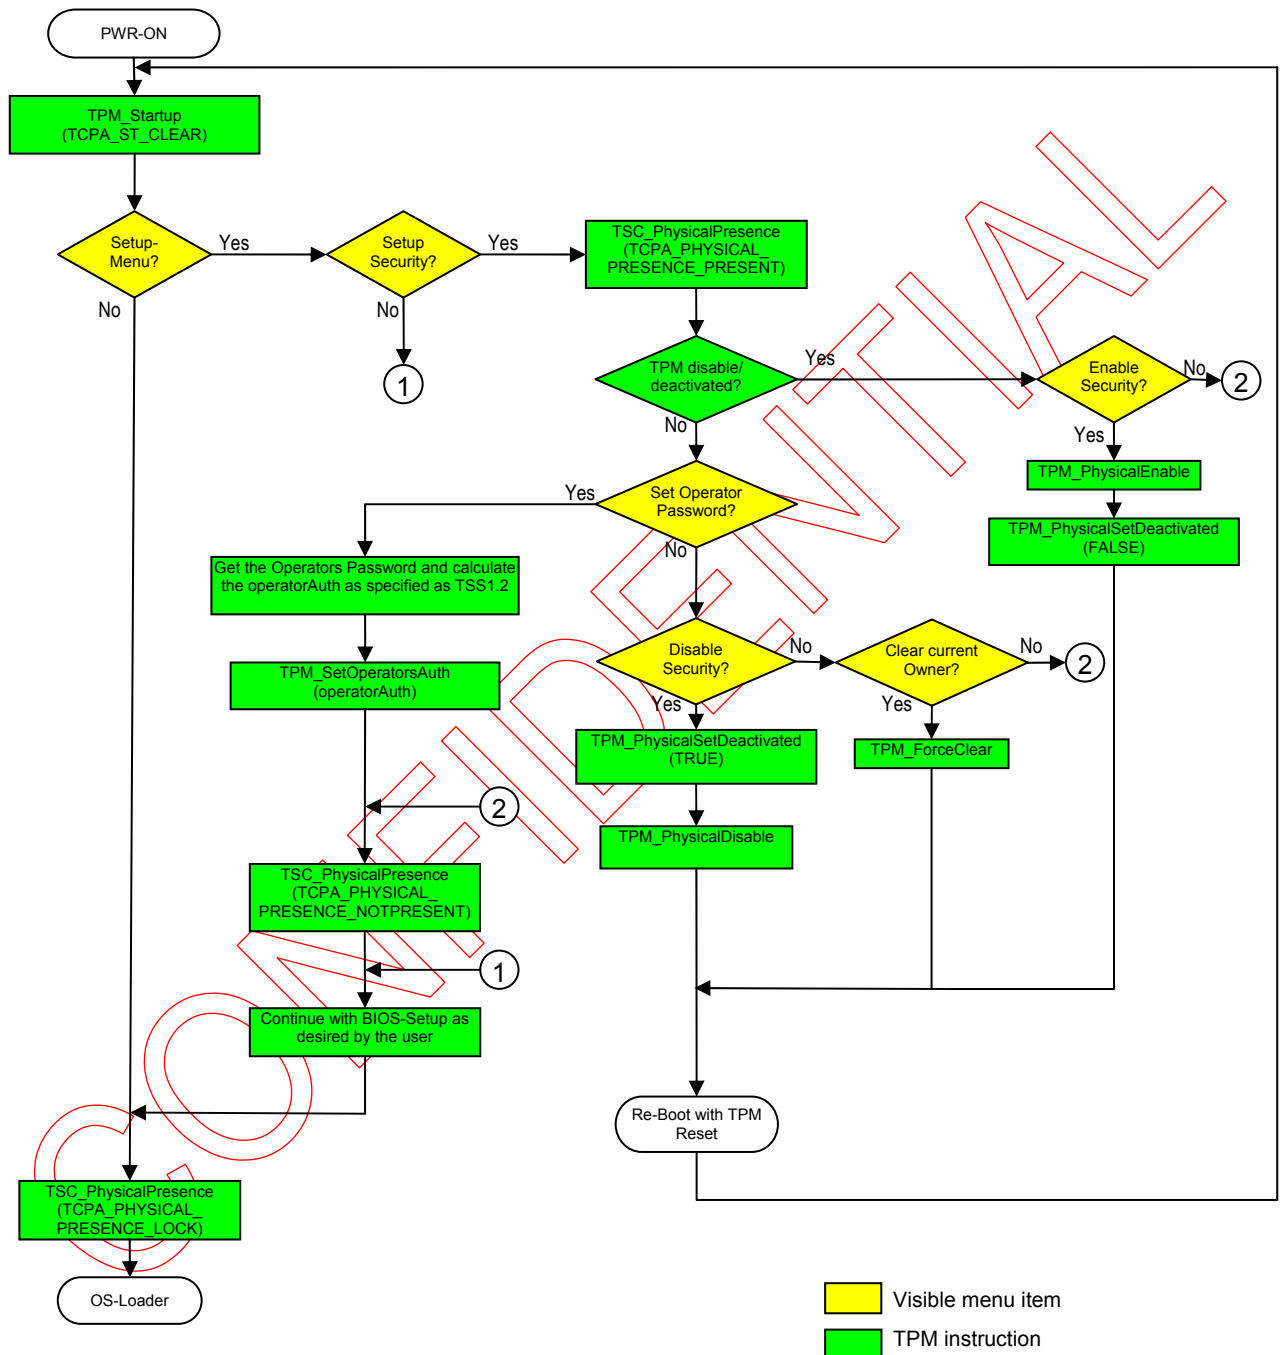 PWR-ON
TPM_Startup
(TCPA_ST_CLEAR)
Setup-
Menu?
Yes
No
Setup
Security?
Yes
No
1
TSC_PhysicalPresence
(TCPA_PHYSICAL_
PRESENCE_PRESENT)
TPM disable/
deactivated?
Yes
No
Enable
Security?
No
2
Yes
TPM_PhysicalEnable
TPM_PhysicalSetDeactivated
(FALSE)
Set Operator
Password?
Yes
No
Get the Operators Password and calculate
the operatorAuth as specified as TSS1.2
TPM_SetOperatorsAuth
(operatorAuth)
Disable
Security?
No
Yes
Clear current
Owner?
No
2
Yes
TPM_PhysicalSetDeactivated
(TRUE)
TPM_ForceClear
TPM_PhysicalDisable
2
TSC_PhysicalPresence
(TCPA_PHYSICAL_
PRESENCE_NOTPRESENT)
1
Continue with BIOS-Setup as
desired by the user
Re-Boot with TPM
Reset
TSC_PhysicalPresence
(TCPA_PHYSICAL_
PRESENCE_LOCK)
OS-Loader
Visible menu item
TPM instruction
CONFIDENTIAL